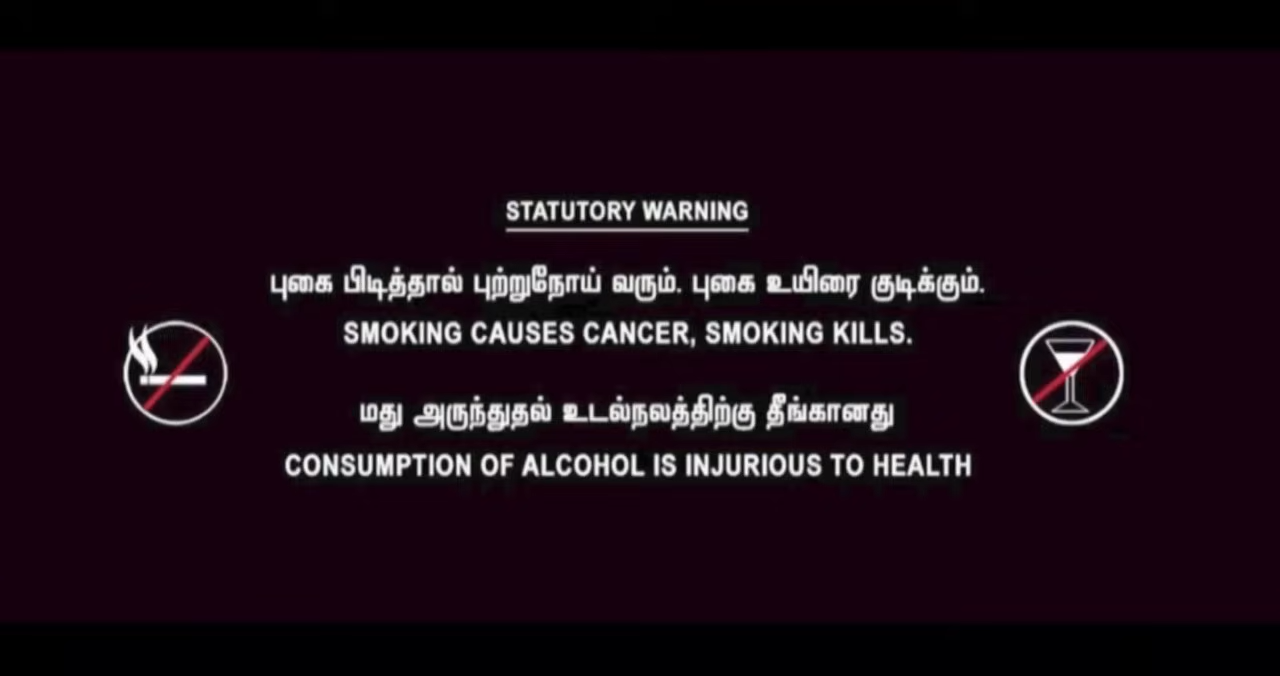 STATUTORY WARNING
புகை பிடித்தால் புற்றுநோய் வரும். புகை உயிரை குடிக்கும்.
SMOKING CAUSES CANCER, SMOKING KILLS.
மது அருந்துதல் உடல்நலத்திற்கு தீங்கானது
CONSUMPTION OF ALCOHOL IS INJURIOUS TO HEALTH